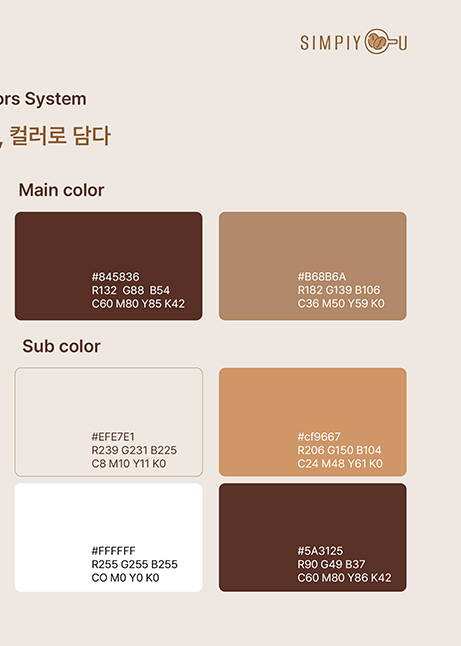 SIMPIY U
ors System
, 컬러로 담다
Main color
#845836
R132 G88 B54
C60 M80 Y85 K42
#B68B6A
R182 G139 B106
C36 M50 Y59 K0
Sub color
#EFE7E1
R239 G231 B225
C8 M10 Y11 K0
#cf9667
R206 G150 B104
C24 M48 Y61 K0
#FFFFFF
R255 G255 B255
CO M0 Y0 K0
#5A3125
R90 G49 B37
C60 M80 Y86 K42